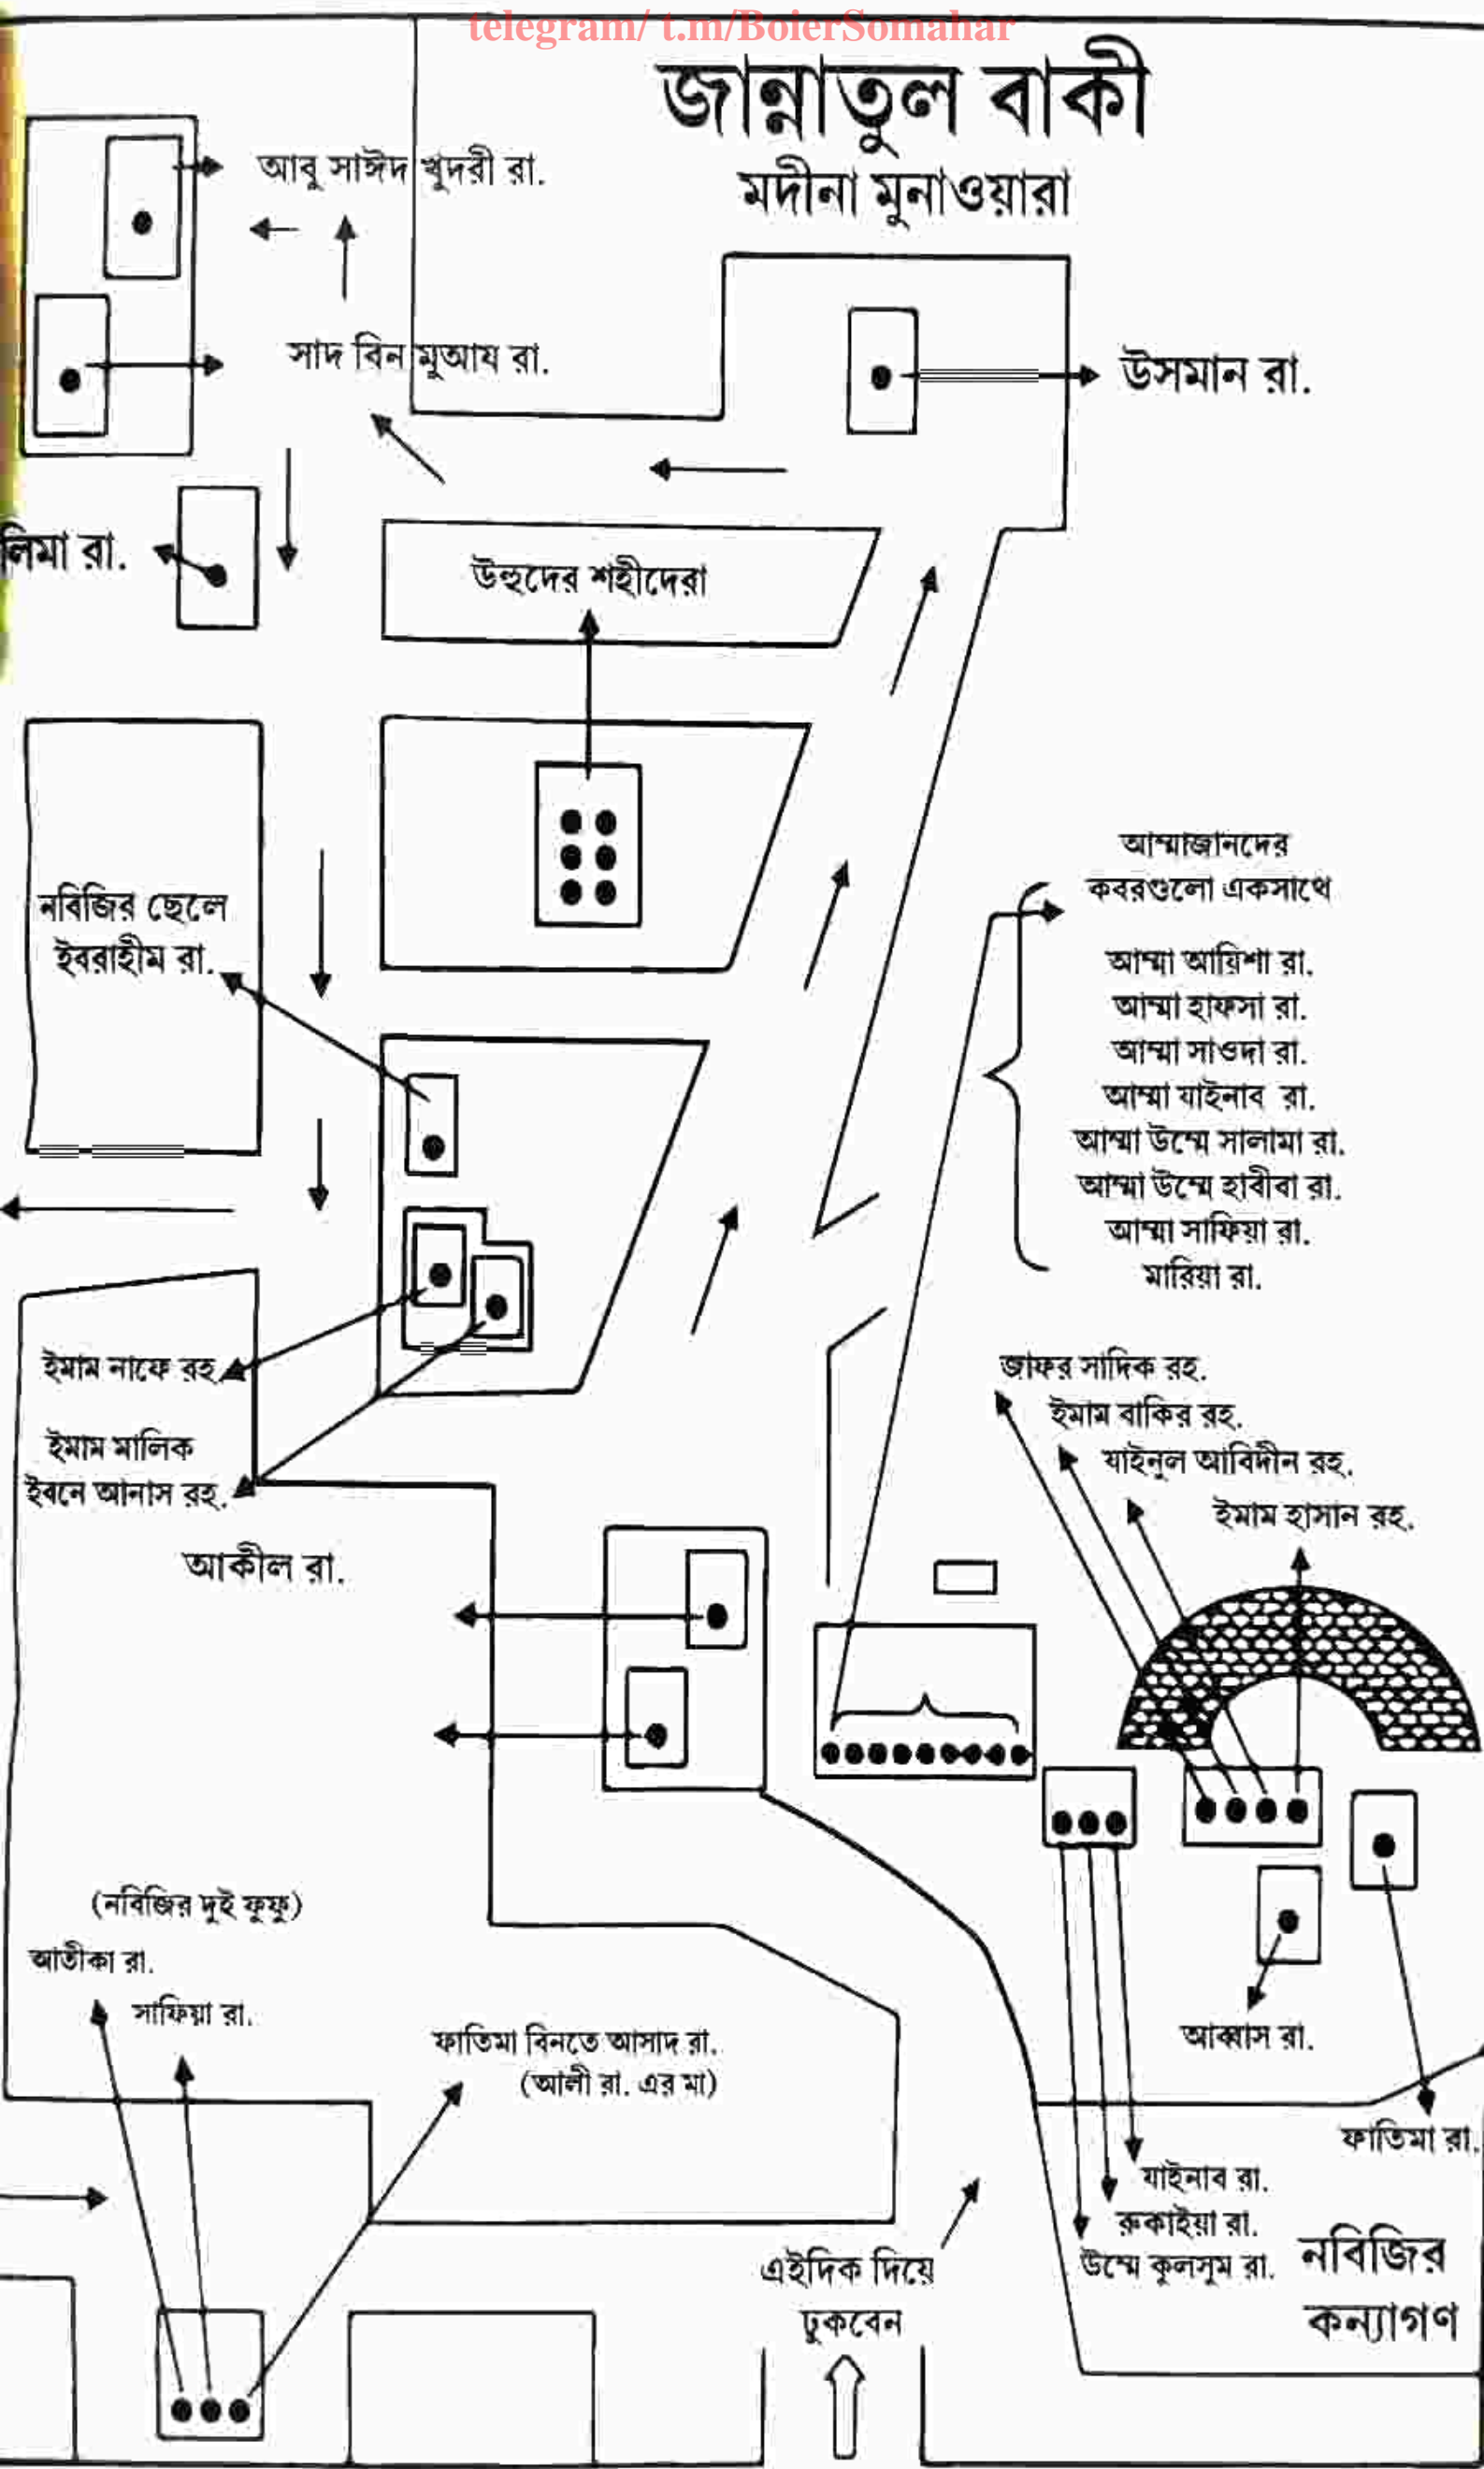 telegram/ t.m/BoierSomahar
জান্নাতুল বাকী
মদীনা মুনাওয়ারা
আবু সাঈদ খুদরী রা.
সাদ বিন মুআয রা.
উসমান রা.
লিমা রা.
উহুদের শহীদেরা
আম্মাজানদের
কবরগুলো একসাথে
নবিজির ছেলে
ইবরাহীম রা.
আম্মা আয়িশা রা.
আম্মা হাফসা রা.
আম্মা সাওদা রা.
আম্মা যাইনাব রা.
আম্মা উম্মে সালামা রা.
আম্মা উম্মে হাবীবা রা.
আম্মা সাফিয়া রা.
মারিয়া রা.
ইমাম নাফে রহ.
ইমাম মালিক
ইবনে আনাস রহ.
জাফর সাদিক রহ.
ইমাম বাকির রহ.
যাইনুল আবিদীন রহ.
ইমাম হাসান রহ.
আকীল রা.
(নবিজির দুই ফুফু)
আতীকা রা.
সাফিয়া রা.
ফাতিমা বিনতে আসাদ রা.
(আলী রা. এর মা)
আব্বাস রা.
ফাতিমা রা.
যাইনাব রা.
রুকাইয়া রা.
উম্মে কুলসুম রা.
নবিজির
কন্যাগণ
এইদিক দিয়ে
ঢুকবেন